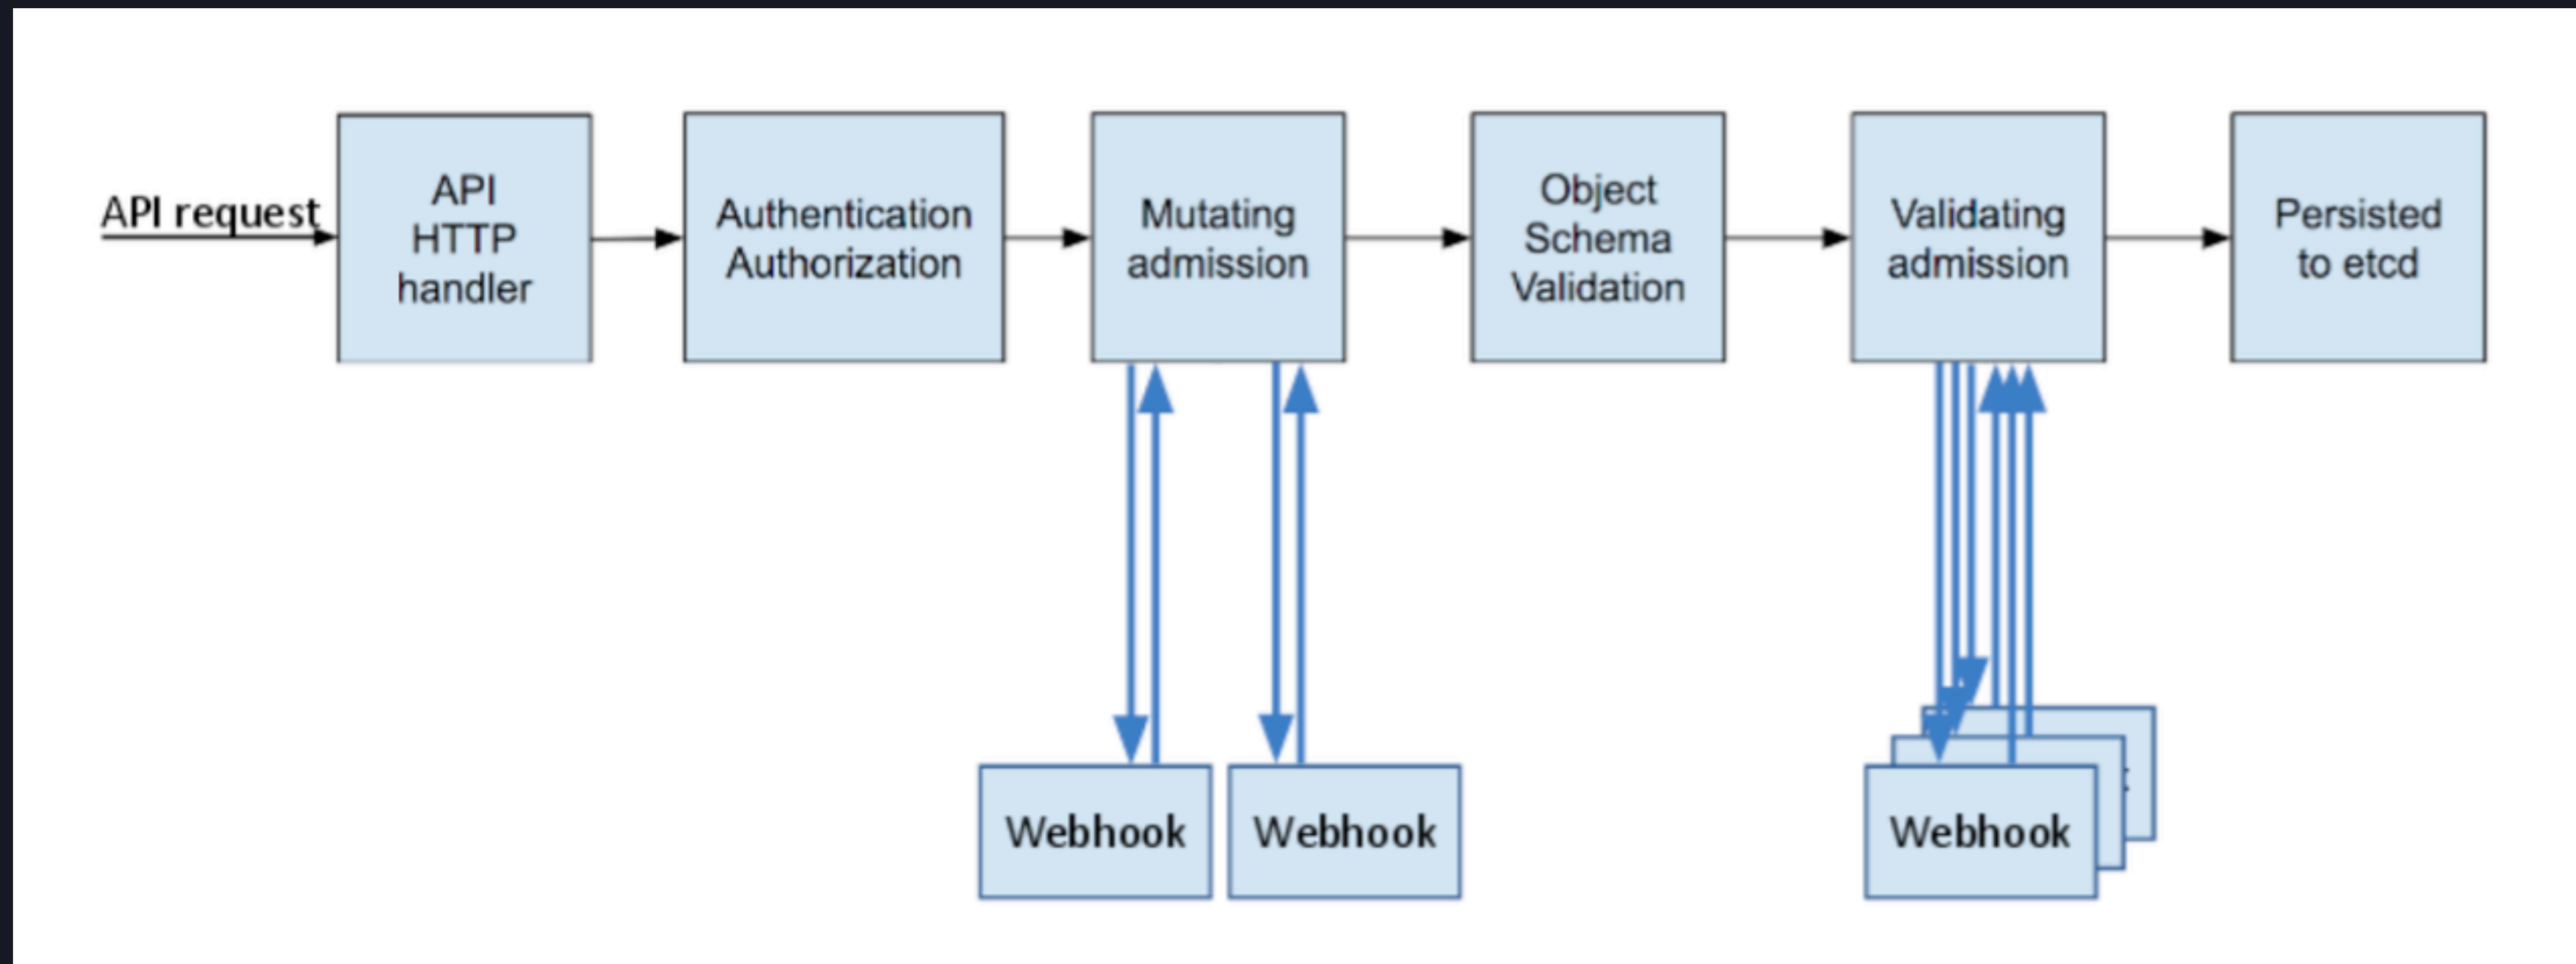 API request
API
HTTP
handler
Authentication
Authorization
Mutating
admission
Object
Schema
Validation
Validating
admission
Persisted
to etcd
Webhook
Webhook
Webhook